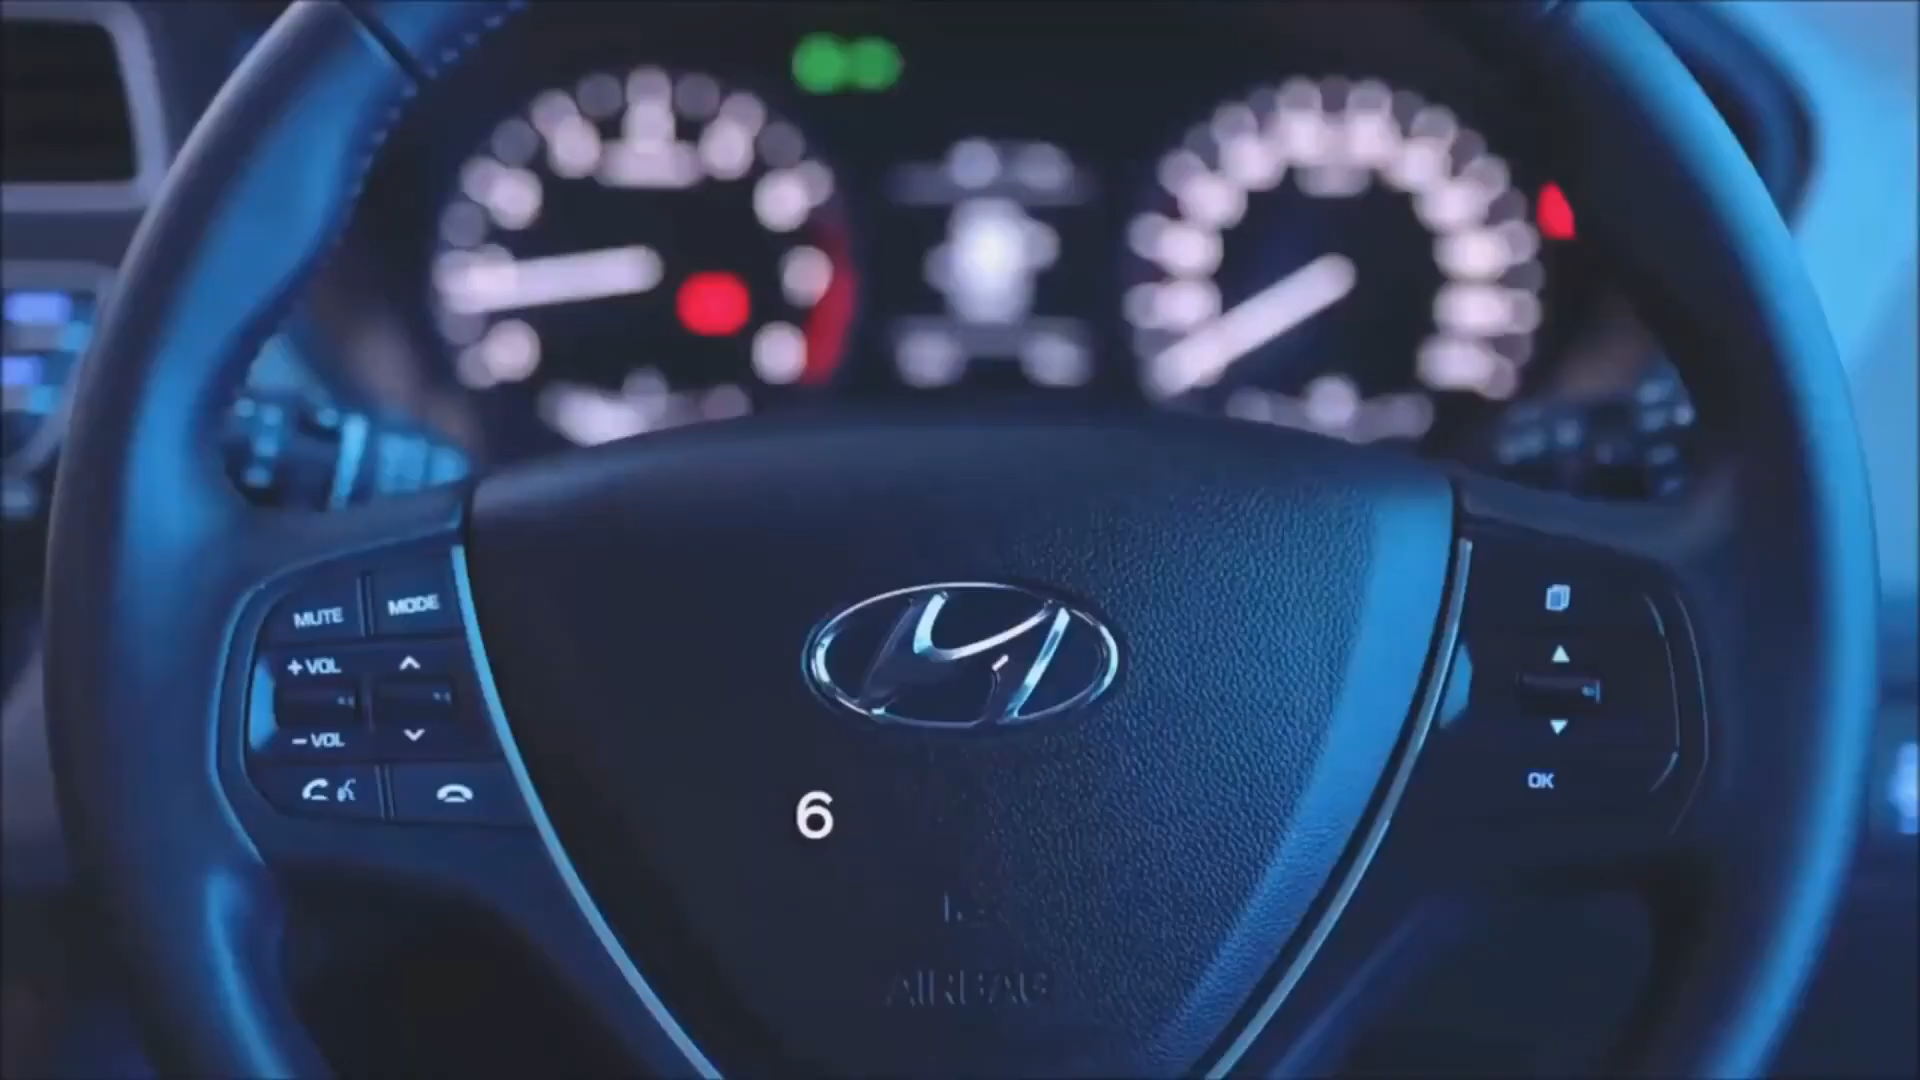 MUTE MODE
+ VOL
- VOL
OK
6
AIRBAG